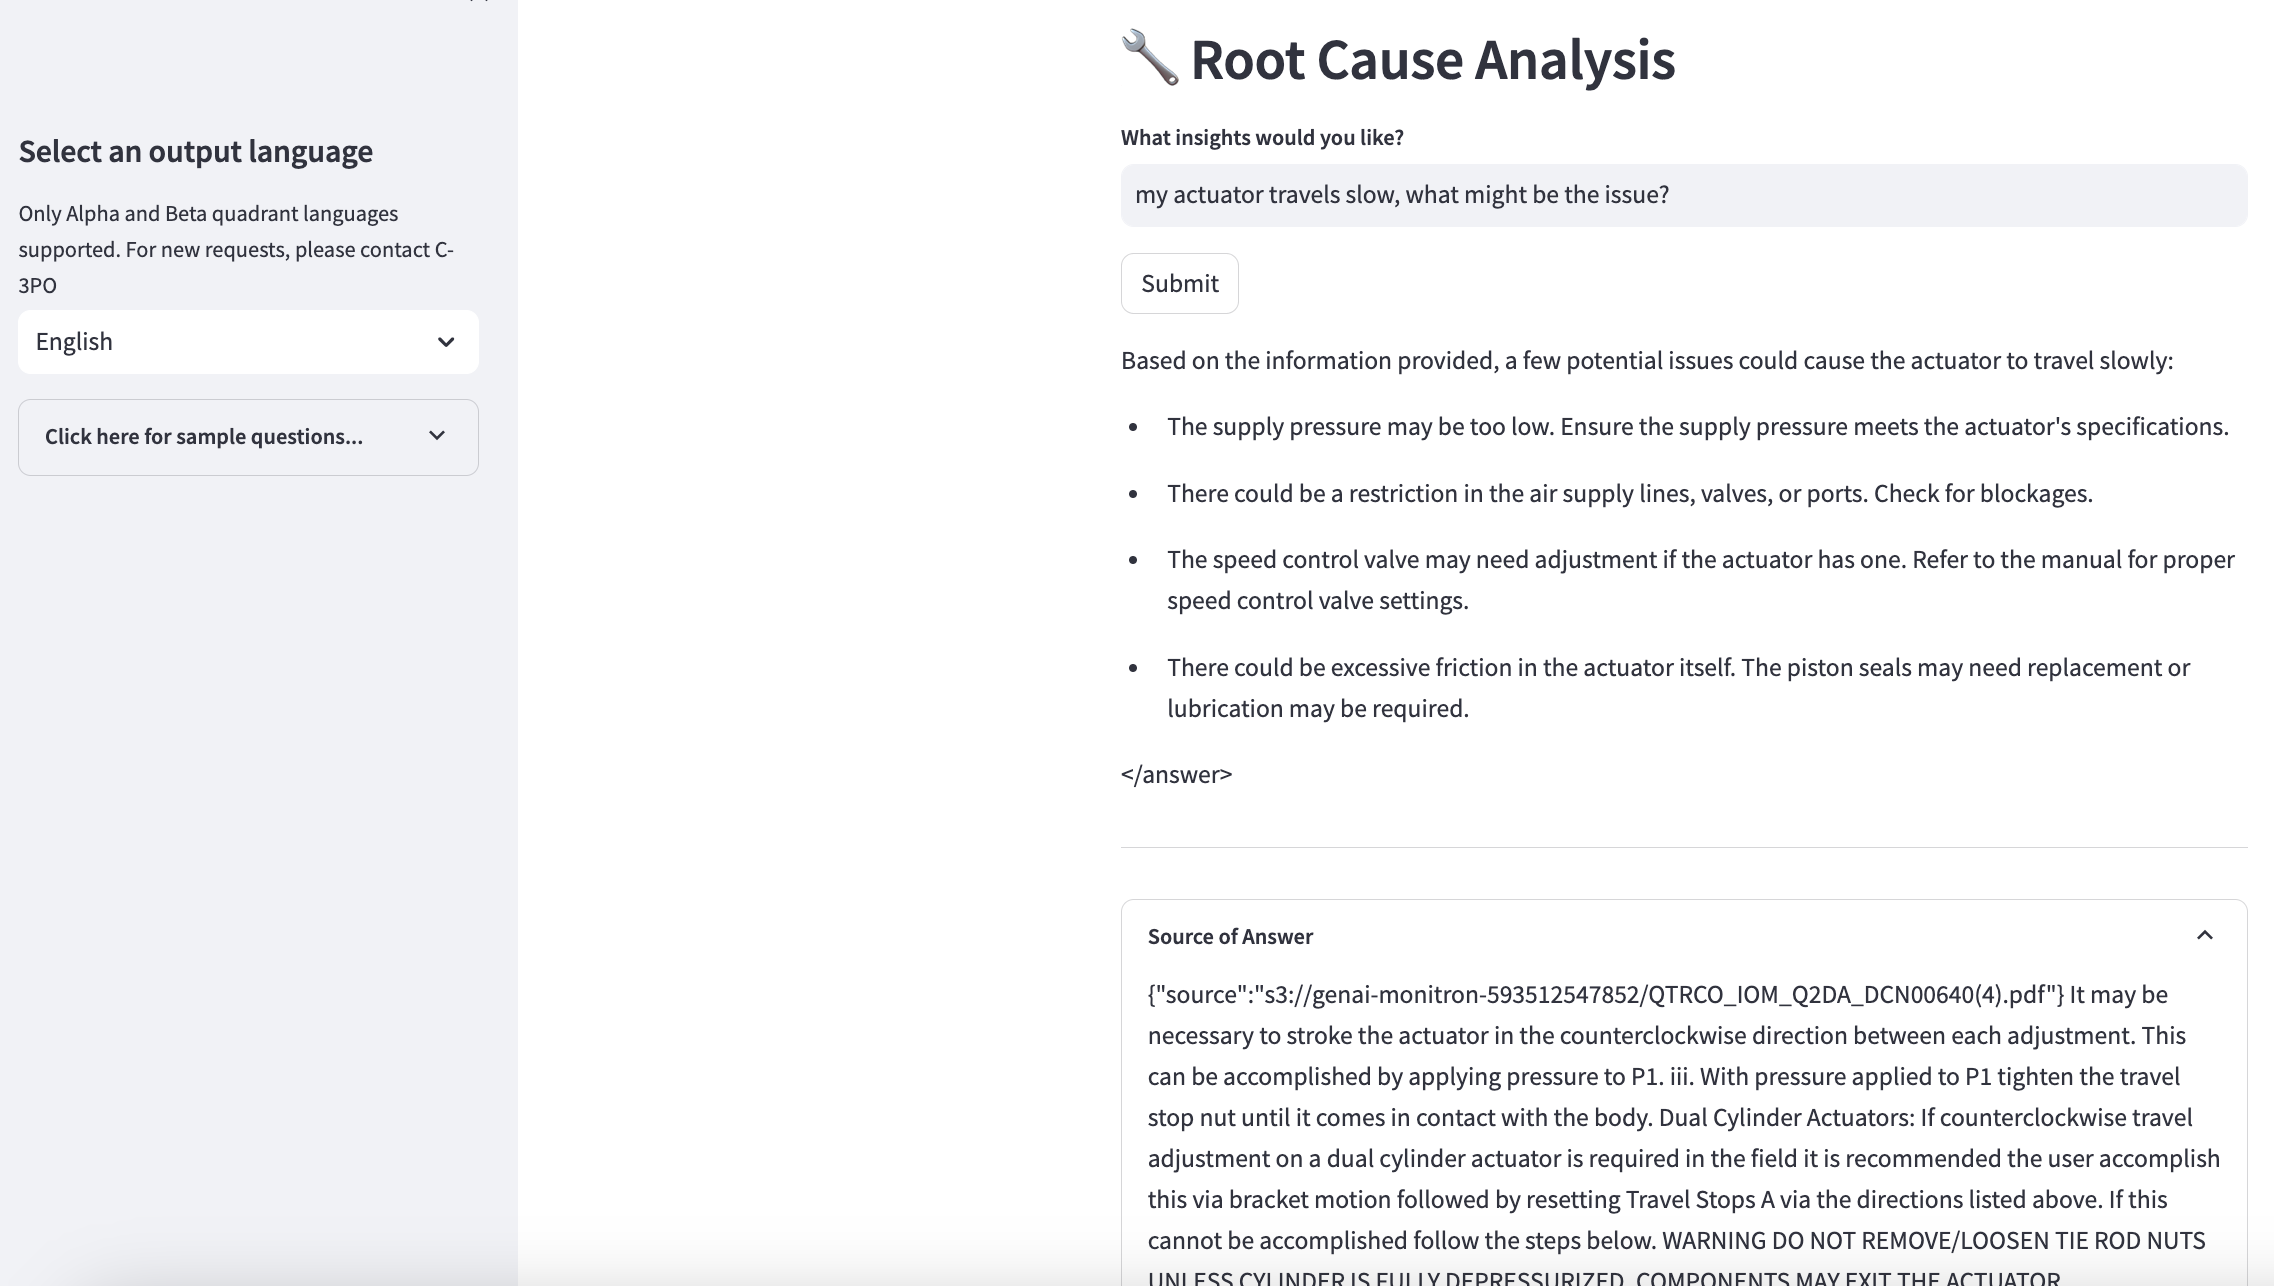 Root Cause Analysis
Select an output language
Only Alpha and Beta quadrant languages
supported. For new requests, please contact C-
3PO
English
Click here for sample questions...
What insights would you like?
my actuator travels slow, what might be the issue?
Submit
Based on the information provided, a few potential issues could cause the actuator to travel slowly:
• The supply pressure may be too low. Ensure the supply pressure meets the actuator's specifications.
• There could be a restriction in the air supply lines, valves, or ports. Check for blockages.
• The speed control valve may need adjustment if the actuator has one. Refer to the manual for proper
speed control valve settings.
• There could be excessive friction in the actuator itself. The piston seals may need replacement or
lubrication may be required.
</answer>
Source of Answer
{"source":"s3://genai-monitron-593512547852/QTRCO_IOM_Q2DA_DCN00640(4).pdf"} It may be
necessary to stroke the actuator in the counterclockwise direction between each adjustment. This
can be accomplished by applying pressure to P1. iii. With pressure applied to P1 tighten the travel
stop nut until it comes in contact with the body. Dual Cylinder Actuators: If counterclockwise travel
adjustment on a dual cylinder actuator is required in the field it is recommended the user accomplish
this via bracket motion followed by resetting Travel Stops A via the directions listed above. If this
cannot be accomplished follow the steps below. WARNING DO NOT REMOVE/LOOSEN TIE ROD NUTS
UNLESS CYLINDER IS FULLY DEPRESSURIZED. COMPONENTS MAY EXIT THE ACTUATOR